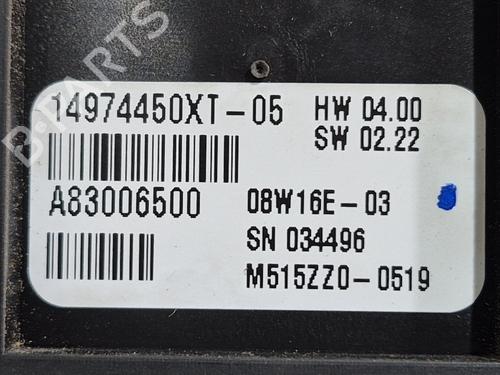 B-PARTS
14974450XT-05 HW 04.00
SW 02.22
A83006500 08W16E-03
SN 034496
M515ZZ0-0519